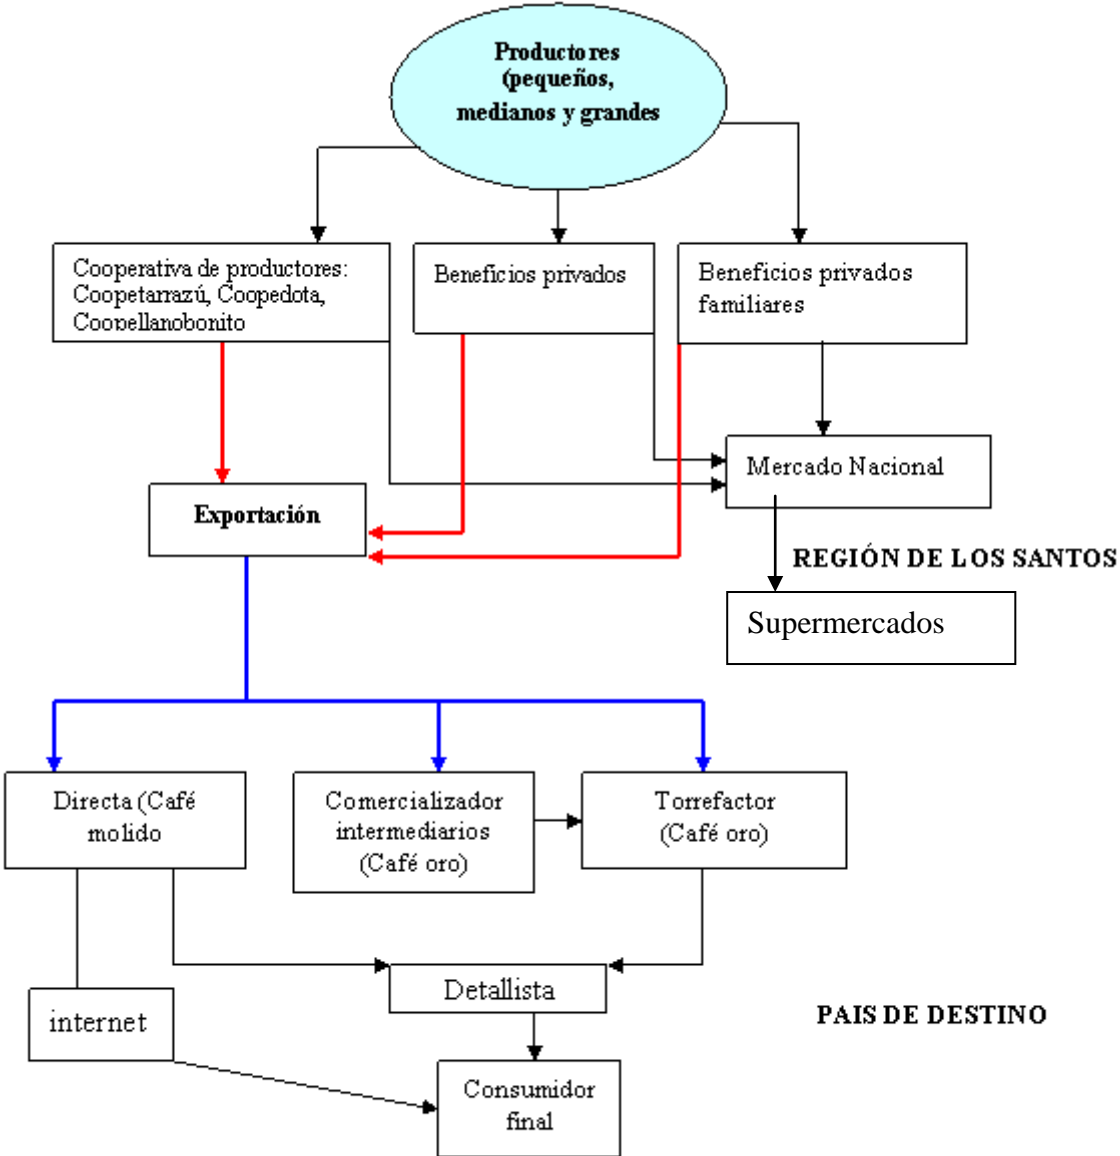 Productores
(pequeños,
medianos y grandes
Cooperativa de productores:
Coopetarrazú, Coopedota,
Coopellanobonito
Beneficios privados
Beneficios privados
familiares
Mercado Nacional
Exportación
REGIÓN DE LOS SANTOS
Supermercados
Directa (Café
molido
Comercializador
intermediarios
(Café oro)
Torrefactor
(Café oro)
Detallista
internet
PAIS DE DESTINO
Consumidor
final